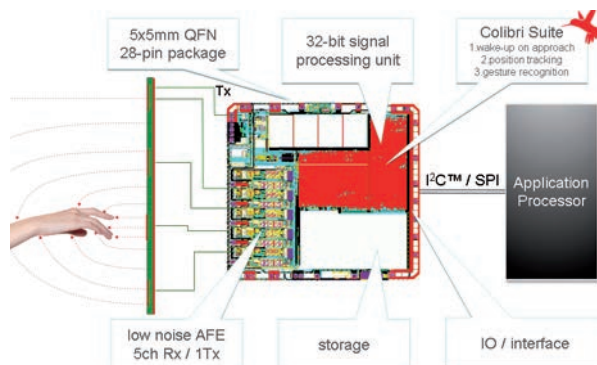 5x5mm QFN
28-pin package
32-bit signal
processing unit
Colibri Suite
1.wake-up on approach
2.position tracking
3.gesture recognition
Tx
I²C™ / SPI
Application
Processor
low noise AFE
5ch Rx / 1Tx
storage
IO / interface